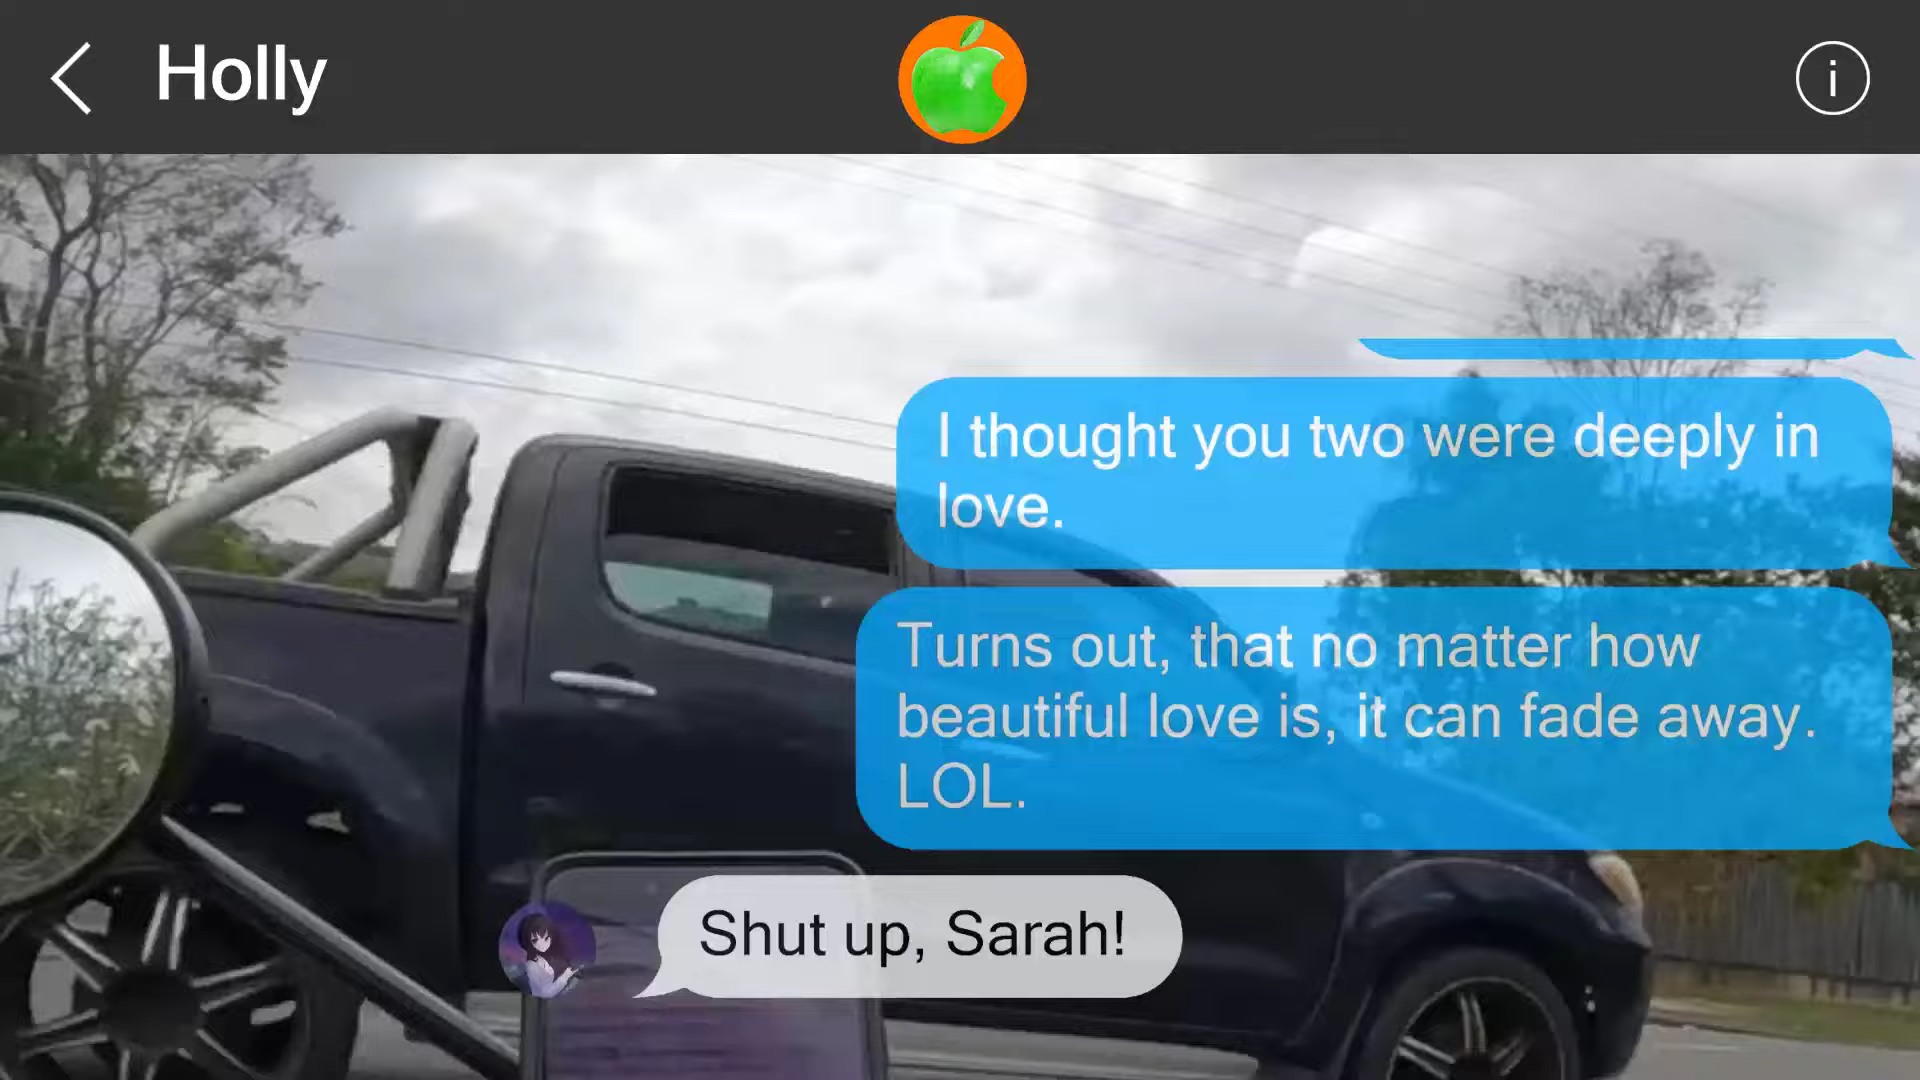 Holly
i
I thought you two were deeply in
love.
Turns out, that no matter how
beautiful love is, it can fade away.
LOL.
Shut up, Sarah!